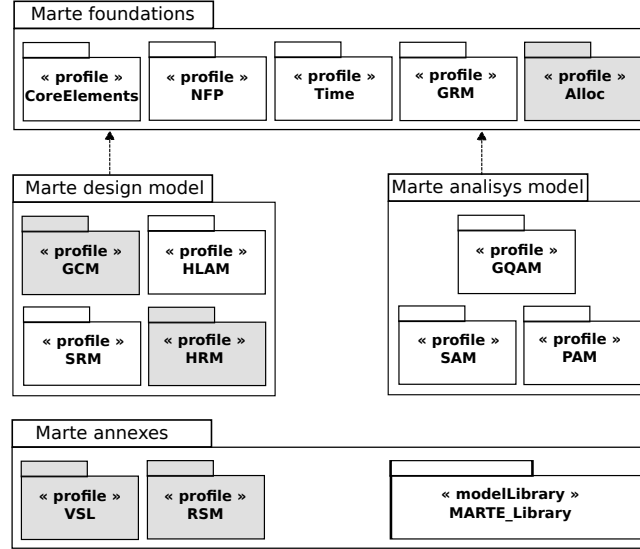 Marte foundations
« profile » CoreElements
« profile » NFP
« profile » Time
« profile » GRM
« profile » Alloc
Marte design model
« profile » GCM
« profile » HLAM
« profile » SRM
« profile » HRM
Marte analisys model
« profile » GQAM
« profile » SAM
« profile » PAM
Marte annexes
« profile » VSL
« profile » RSM
« modelLibrary » MARTE_Library